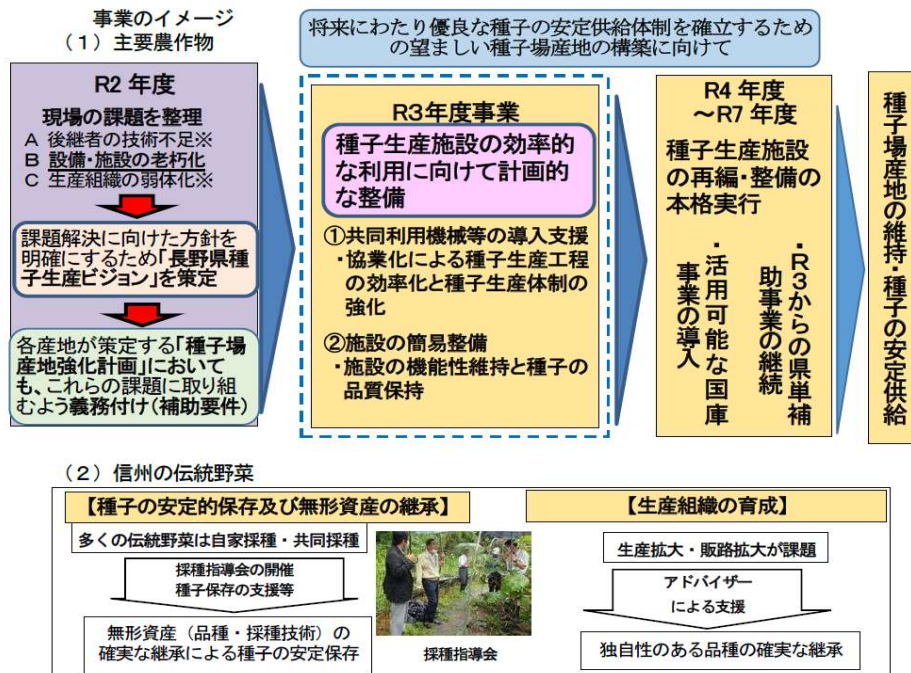 事業のイメージ
（１）主要農作物
将来にわたり優良な種子の安定供給体制を確立するため
の望ましい種子場産地の構築に向けて
R2 年度
現場の課題を整理
A 後継者の技術不足※
B 設備・施設の老朽化
C 生産組織の弱体化※
課題解決に向けた方針を
明確にするため「長野県種
子生産ビジョン」を策定
各産地が策定する「種子場
産地強化計画」において
も、これらの課題に取り組
むよう義務付け（補助要件）
R3年度事業
種子生産施設の効率的
な利用に向けて計画的
な整備
①共同利用機械等の導入支援
・協業化による種子生産工程
の効率化と種子生産体制の
強化
②施設の簡易整備
・施設の機能性維持と種子の
品質保持
R4 年度
～R7 年度
種子生産施設
の再編・整備の
本格実行
・R3からの県単補
助事業の継続
・活用可能な国庫
事業の導入
種子場産地の維持・種子の安定供給
（２）信州の伝統野菜
【種子の安定的保存及び無形資産の継承】
多くの伝統野菜は自家採種・共同採種
採種指導会の開催
種子保存の支援等
無形資産（品種・採種技術）の
確実な継承による種子の安定保存
採種指導会
【生産組織の育成】
生産拡大・販路拡大が課題
アドバイザー
による支援
独自性のある品種の確実な継承